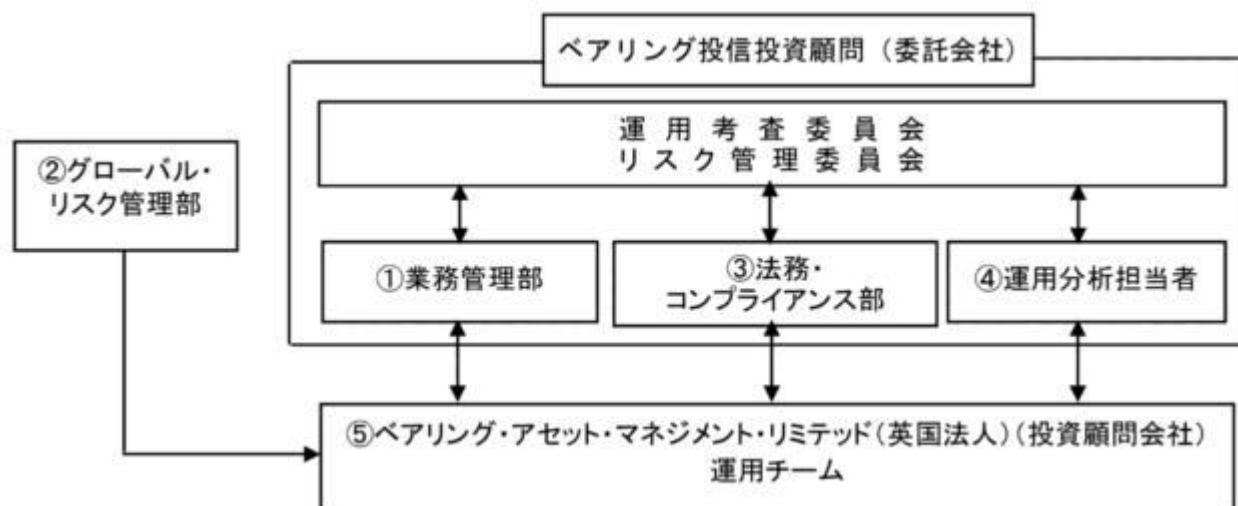 ベアリング投信投資顧問（委託会社）
運用考査委員会
リスク管理委員会
②グローバル・
リスク管理部
①業務管理部
③法務・
コンプライアンス部
④運用分析担当者
⑤ベアリング・アセット・マネジメント・リミテッド（英国法人）（投資顧問会社）
運用チーム